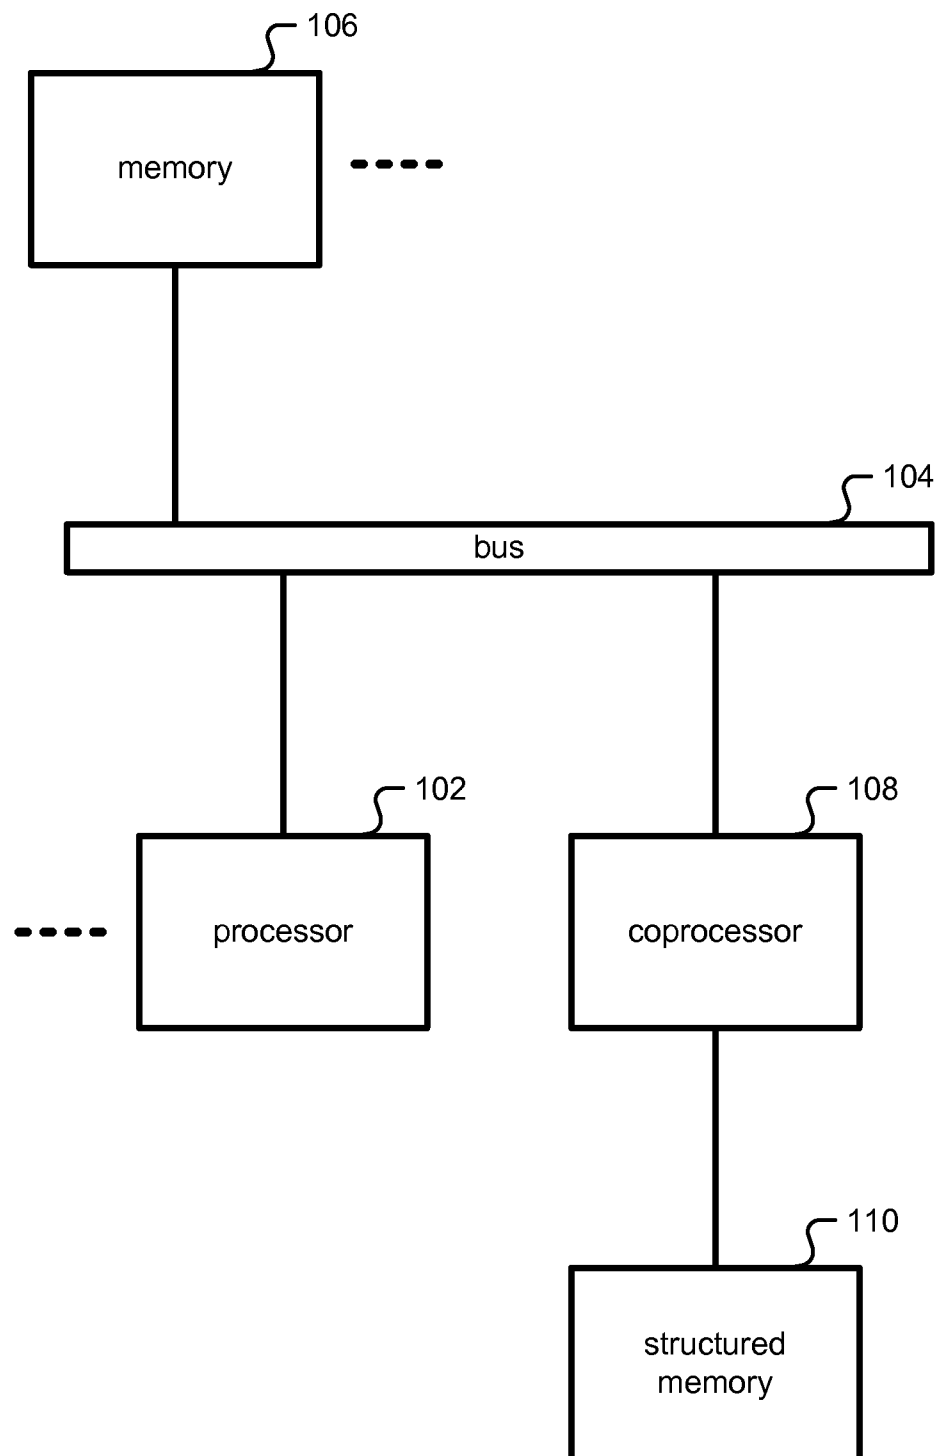 106
memory
104
bus
102
108
processor
coprocessor
110
structured
memory